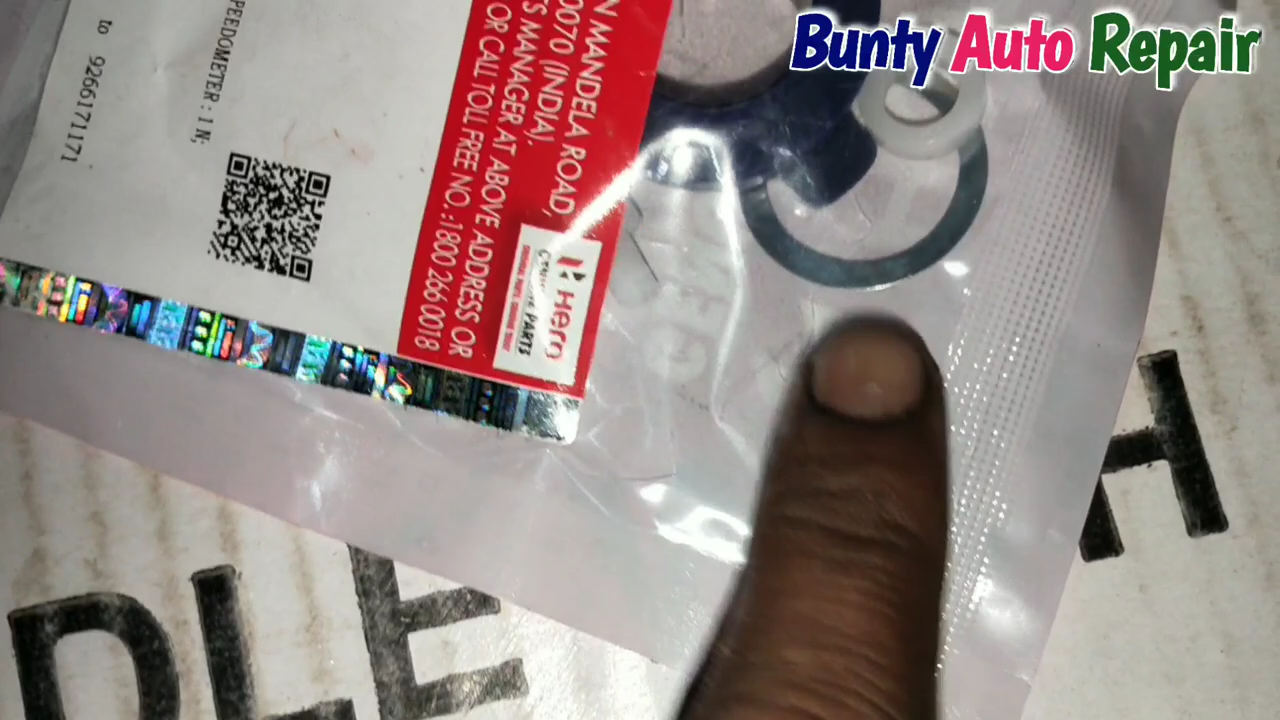 Bunty Auto Repair
to 9266171171
PEEDOMETER: 1 N;
N MANDELA ROAD,
0070 (INDIA).
S MANAGER AT ABOVE ADDRESS OR
OR CALL TOLL FREE NO.:1800 266 0018
Hero
GENUINE PARTS
DLE
H